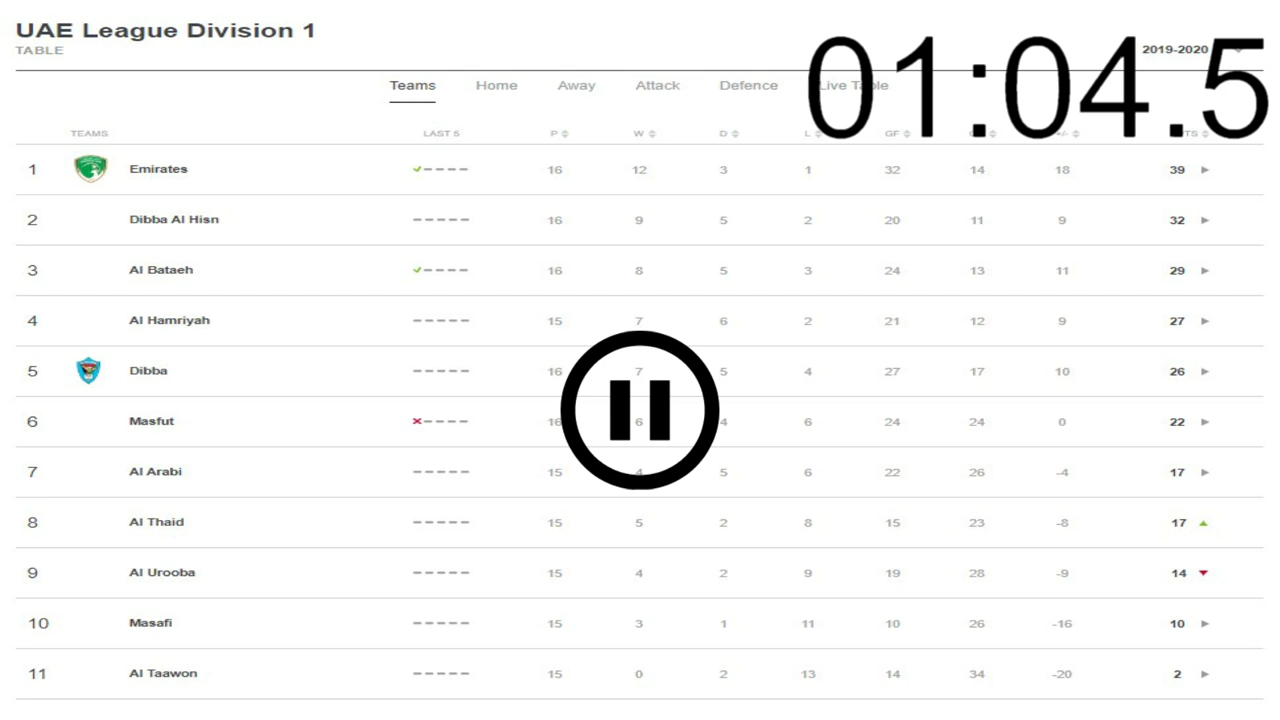 UAE League Division 1
TABLE
2019-2020
01:04.5
Teams Home Away Attack Defence Live Table
TEAMS LAST 5 P W D L GF +/- PTS
1 Emirates 16 12 3 1 32 14 18 39
2 Dibba Al Hisn 16 9 5 2 20 11 9 32
3 Al Bataeh 16 8 5 3 24 13 11 29
4 Al Hamriyah 15 7 6 2 21 12 9 27
5 Dibba 16 7 5 4 27 17 10 26
6 Masfut 16 6 4 6 24 24 0 22
7 Al Arabi 15 4 5 6 22 26 -4 17
8 Al Thaid 15 5 2 8 15 23 -8 17
9 Al Urooba 15 4 2 9 19 28 -9 14
10 Masafi 15 3 1 11 10 26 -16 10
11 Al Taawon 15 0 2 13 14 34 -20 2